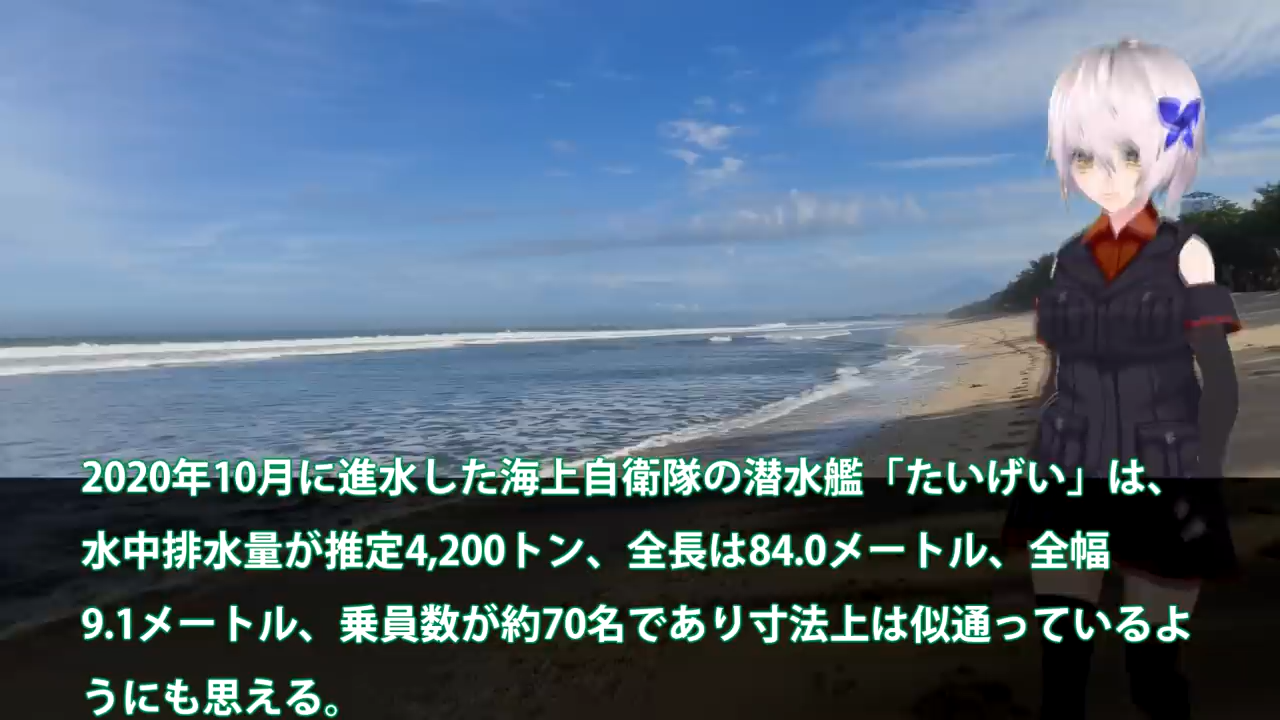 2020年10月に進水した海上自衛隊の潜水艦「たいげい」は、
水中排水量が推定4,200トン、全長は84.0メートル、全幅
9.1メートル、乗員数が約70名であり寸法上は似通っているよ
うにも思える。